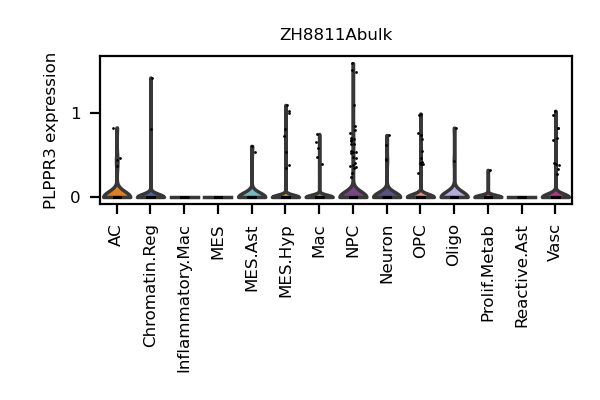 ZH8811Abulk
PLPPR3 expression
1
0
AC
Chromatin.Reg
Inflammatory.Mac
MES
MES.Ast
MES.Hyp
Mac
NPC
Neuron
OPC
Oligo
Prolif.Metab
Reactive.Ast
Vasc